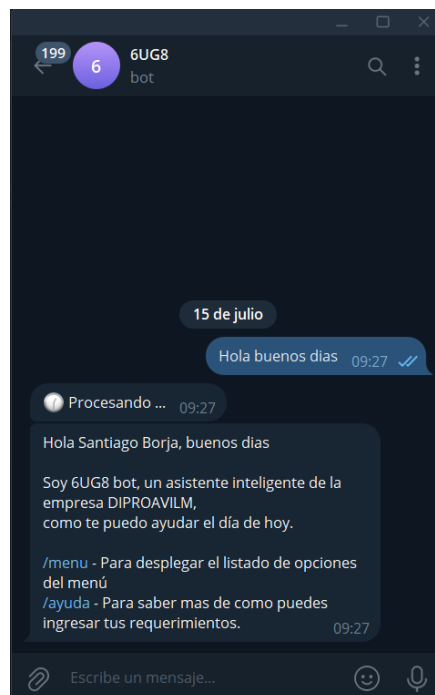 199
6
6UG8
bot
15 de julio
Hola buenos dias 09:27
Procesando ... 09:27
Hola Santiago Borja, buenos dias
Soy 6UG8 bot, un asistente inteligente de la
empresa DIPROAVILM,
como te puedo ayudar el día de hoy.
/menu - Para desplegar el listado de opciones
del menú
/ayuda - Para saber mas de como puedes
ingresar tus requerimientos. 09:27
Escribe un mensaje...